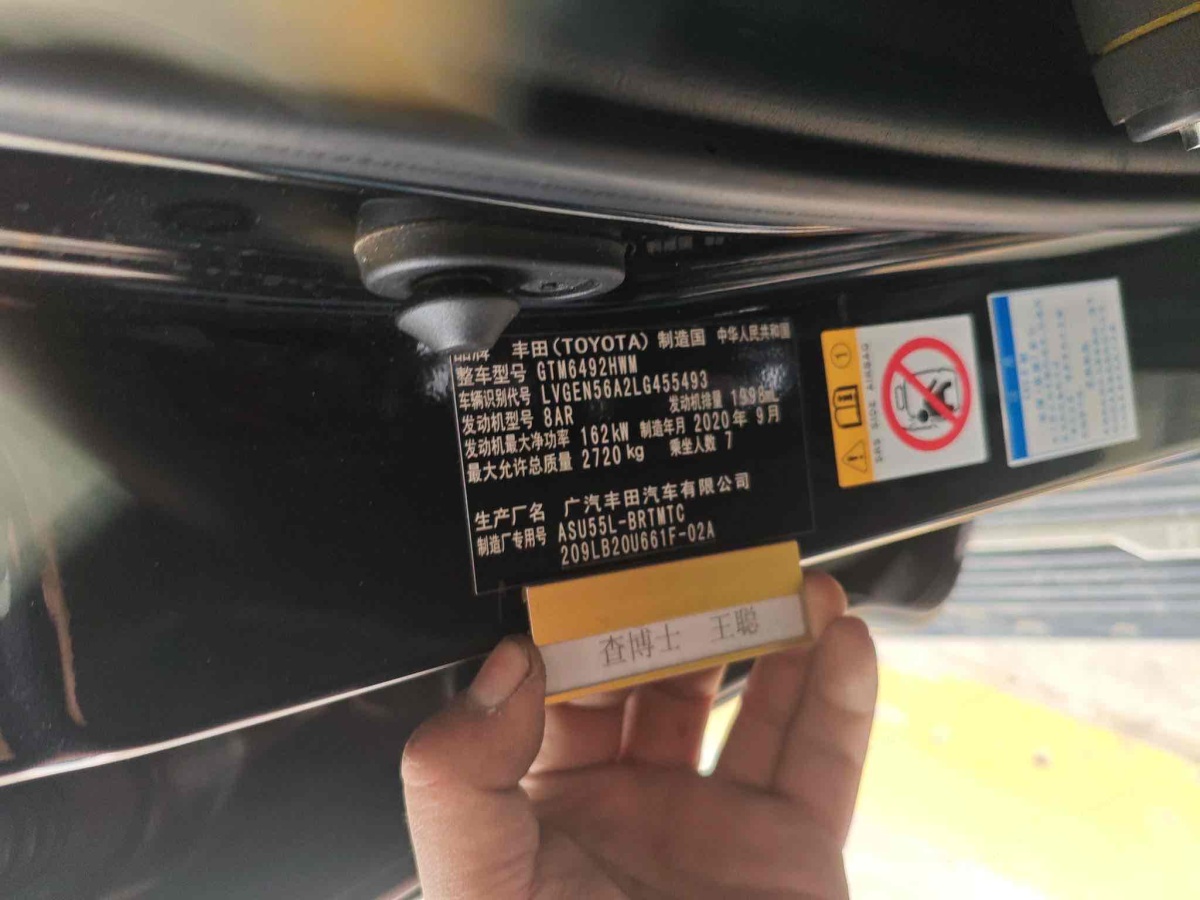 品牌 丰田(TOYOTA) 制造国 中华人民共和国
整车型号 GTM6492HWM
车辆识别代号 LVGEN56A2LG455493
发动机型号 8AR 发动机排量 1998mL
发动机最大净功率 162kW 制造年月 2020年9月
最大允许总质量 2720kg 乘坐人数 7
生产厂名 广汽丰田汽车有限公司
制造厂专用号 ASU55L-BRTMTC
209LB20U661F-02A
SRS SIDE AIRBAG
查博士 王聪